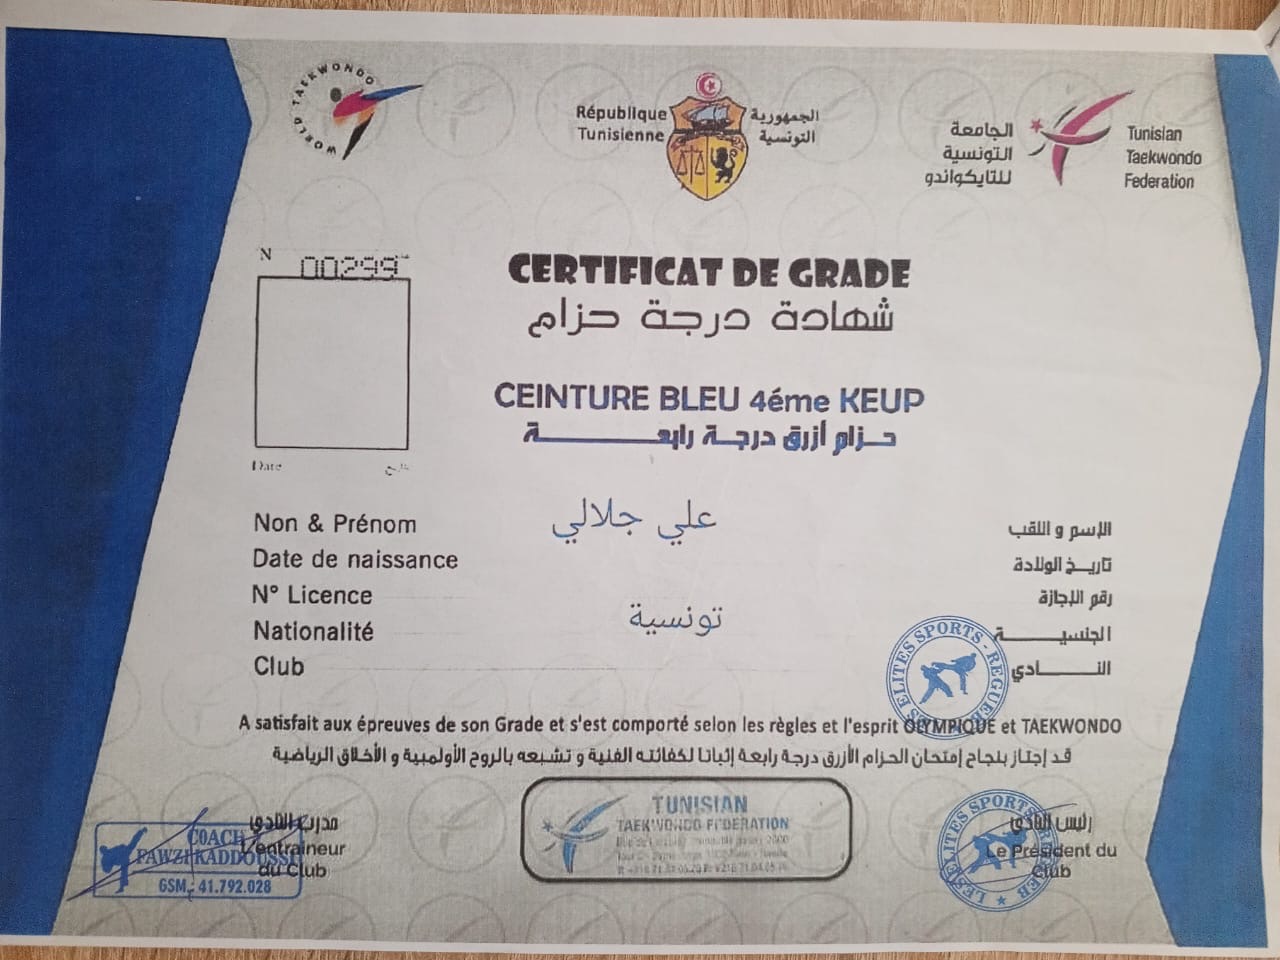 WORLD TAEKWONDO
République
Tunisienne
الجمهورية
التونسية
الجامعة
التونسية
للتايكواندو
Tunisian
Taekwondo
Federation
N 00299
CERTIFICAT DE GRADE
شهادة درجة حزام
CEINTURE BLEU 4éme KEUP
حزام أزرق درجة رابعة
Date
Non & Prénom علي جلالي الإسم و اللقب
Date de naissance تاريخ الولادة
N° Licence رقم الإجازة
Nationalité تونسية الجنسية
Club النادي
ELITES SPORTS - REGUEB
A satisfait aux épreuves de son Grade et s'est comporté selon les règles et l'esprit OLYMPIQUE et TAEKWONDO
قد إجتاز بنجاح إمتحان الحزام الأزرق درجة رابعة إثباتا لكفائته الفنية و تشبعه بالروح الأولمبية و الأخلاق الرياضية
مدرب النادي
L'entraineur
du Club
COACH
FAWZI KADDOUSSI
GSM.: 41.792.028
TUNISIAN
TAEKWONDO FEDERATION
رئيس النادي
Le Président du
Club
LES ELITES SPORTS - REGUEB